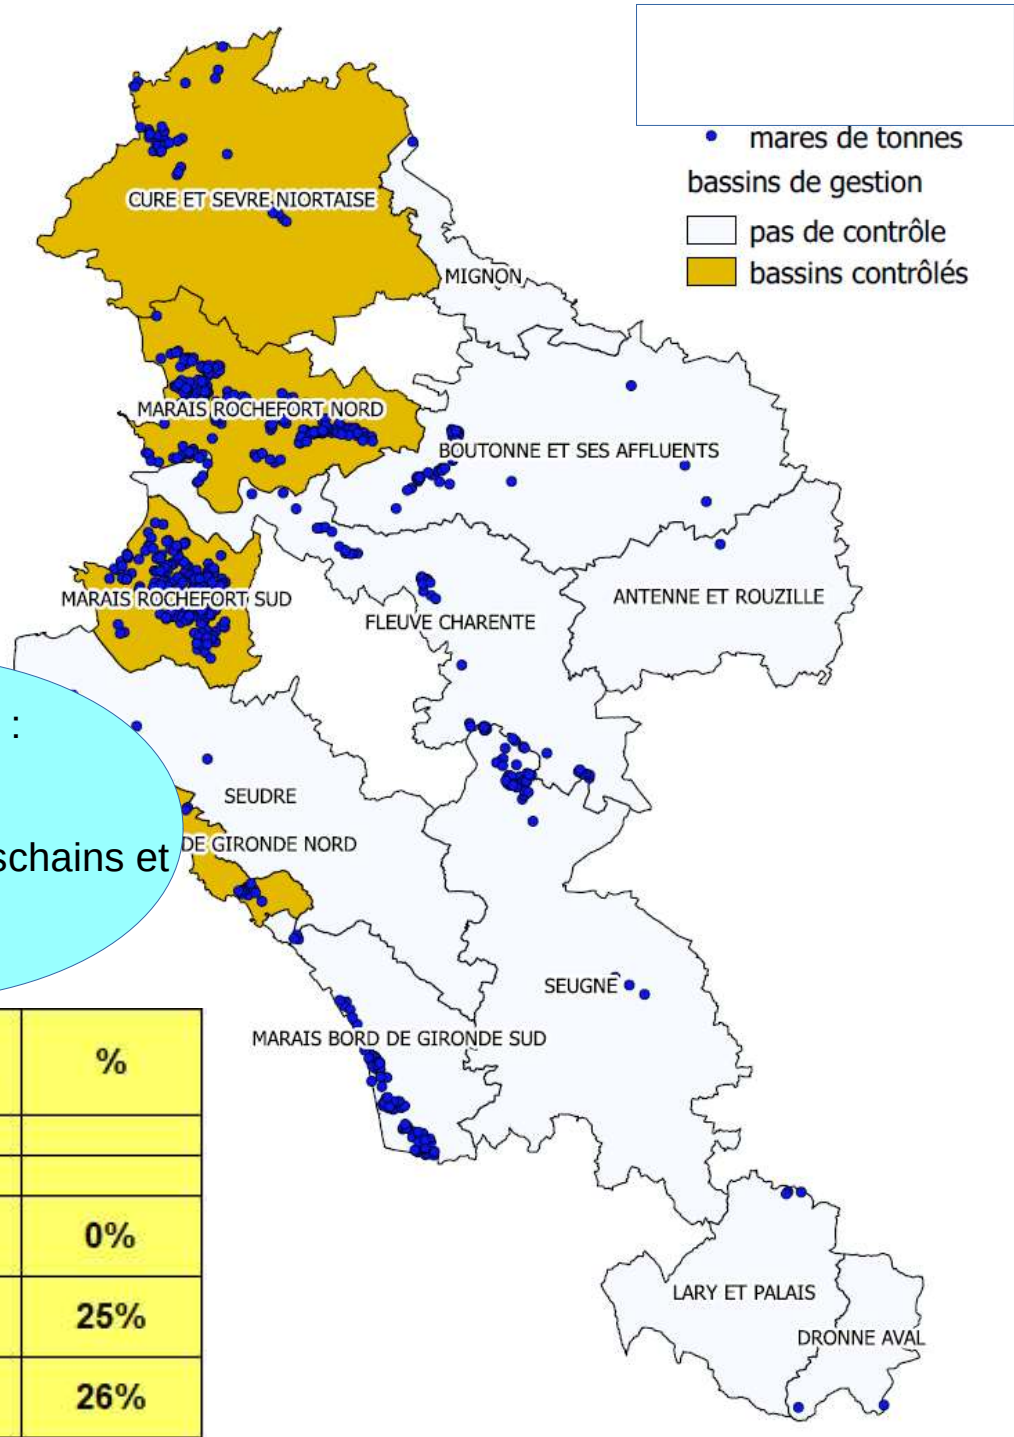 mares de tonnes
bassins de gestion
pas de contrôle
bassins contrôlés
CURE ET SEVRE NIORTAISE
MIGNON
MARAIS ROCHEFORT NORD
BOUTONNE ET SES AFFLUENTS
MARAIS ROCHEFORT SUD
ANTENNE ET ROUZILLE
FLEUVE CHARENTE
:
SEUDRE
DE GIRONDE NORD
schains et
SEUGNE
MARAIS BORD DE GIRONDE SUD
%
0%
25%
26%
LARY ET PALAIS
DRONNE AVAL